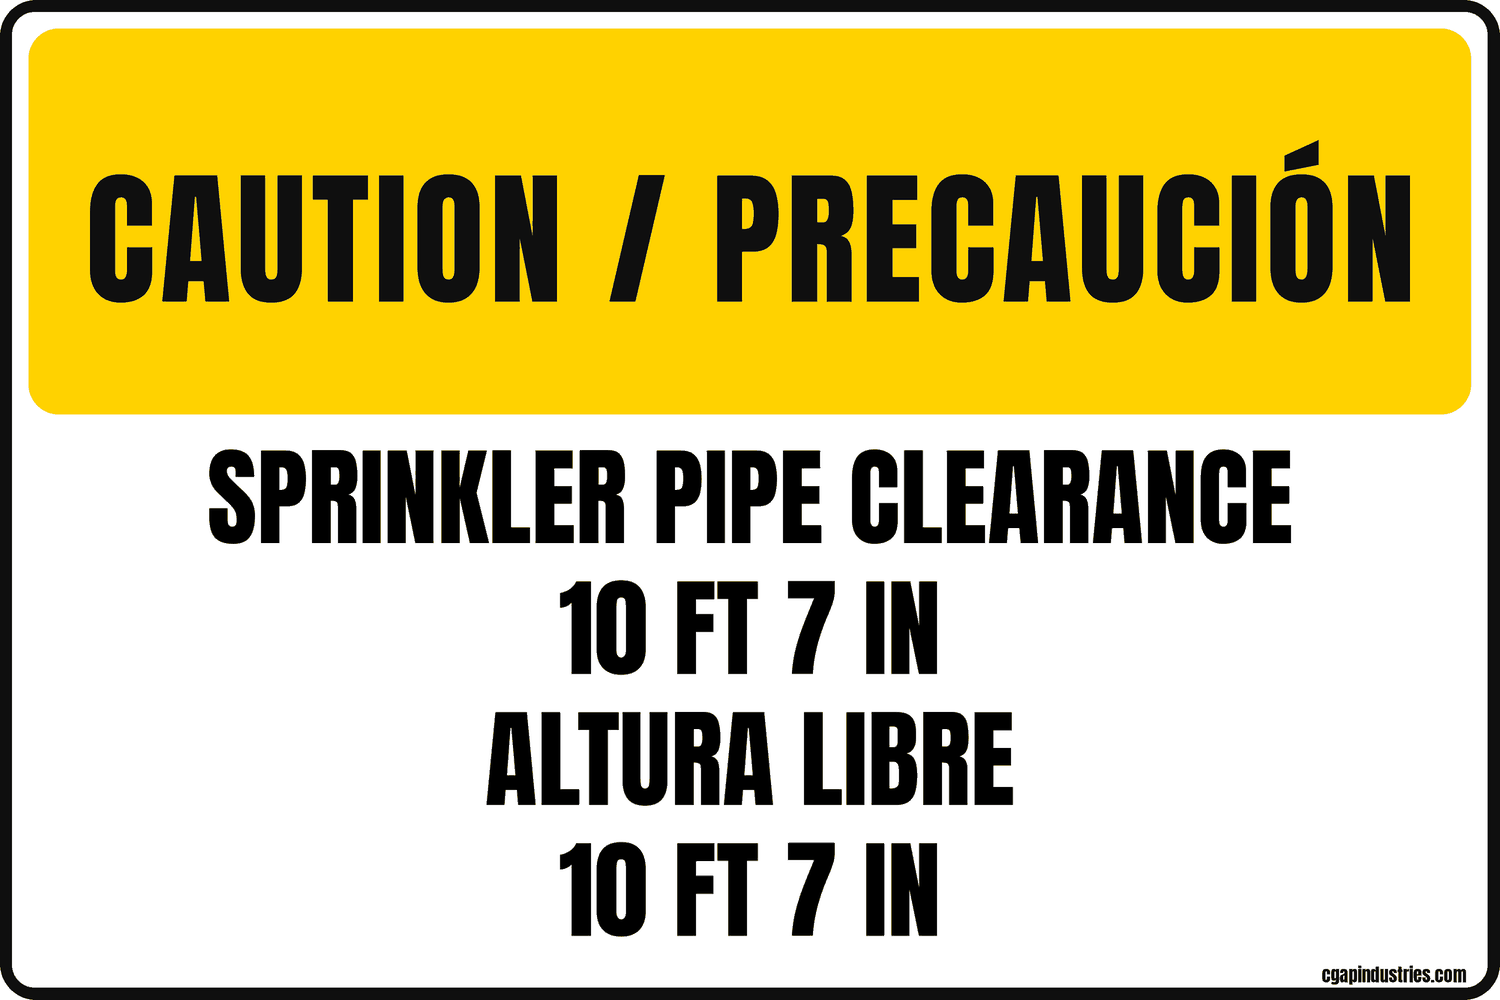 CAUTION / PRECAUCIÓN
SPRINKLER PIPE CLEARANCE
10 FT 7 IN
ALTURA LIBRE
10 FT 7 IN
cgapindustries.com